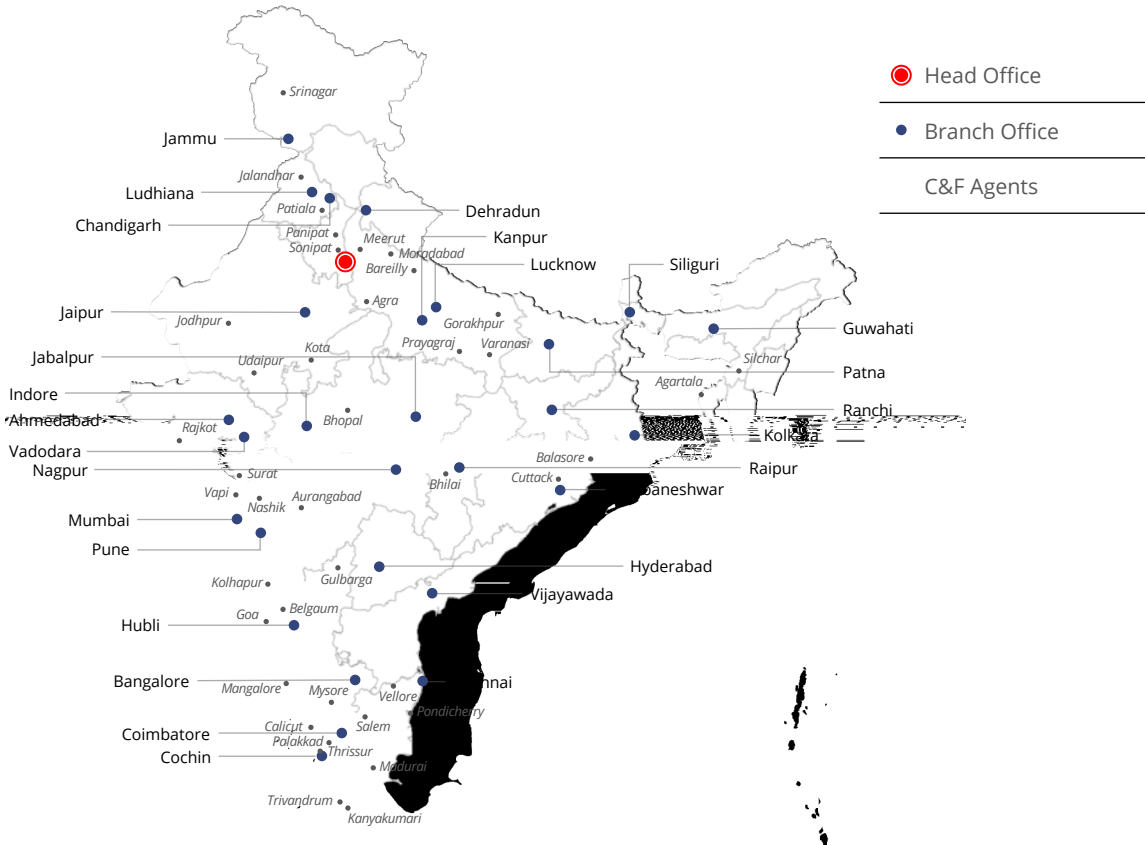 Head Office
Srinagar
Branch Office
Jammu
Jalandhar
C&F Agents
Ludhiana
Patiala
Dehradun
Chandigarh
Panipat
Kanpur
Sonipat
Meerut
Moradabad
Bareilly
Lucknow
Siliguri
Agra
Jaipur
Jodhpur
Gorakhpur
Guwahati
Prayagraj
Varanasi
Jabalpur
Kota
Udaipur
Silchar
Patna
Agartala
Indore
Ranchi
Ahmedabad
Rajkot
Bhopal
Kolkata
Vadodara
Balasore
Nagpur
Surat
Bhilai
Cuttack
Raipur
Vapi
Nashik
Aurangabad
baneshwar
Mumbai
Pune
Hyderabad
Kolhapur
Gulbarga
Vijayawada
Goa
Belgaum
Hubli
Bangalore
Mangalore
Mysore
Vellore
nnai
Pondicherry
Calicut
Salem
Coimbatore
Palakkad
Thrissur
Cochin
Madurai
Trivandrum
Kanyakumari